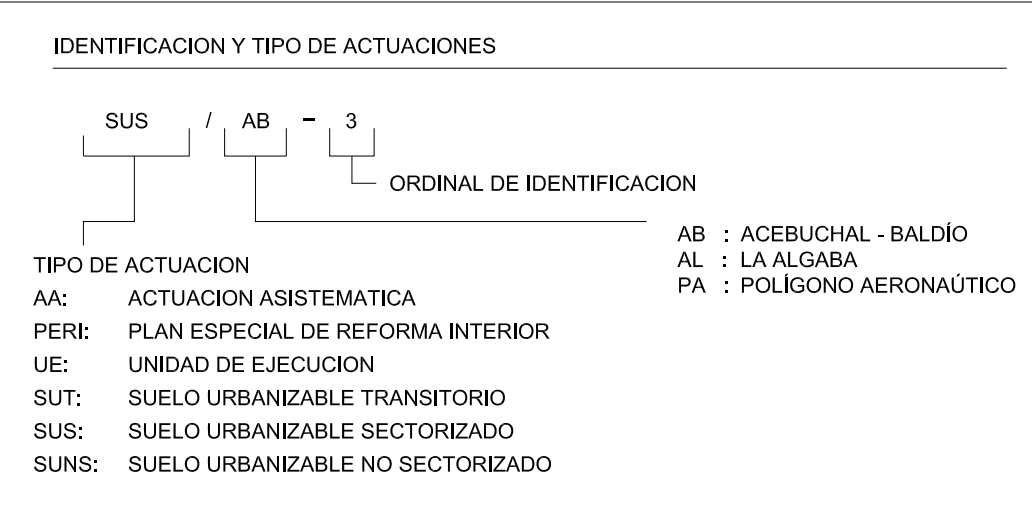 IDENTIFICACION Y TIPO DE ACTUACIONES
SUS / AB - 3
ORDINAL DE IDENTIFICACION
AB : ACEBUCHAL - BALDÍO
AL : LA ALGABA
PA : POLÍGONO AERONAÚTICO
TIPO DE ACTUACION
AA: ACTUACION ASISTEMATICA
PERI: PLAN ESPECIAL DE REFORMA INTERIOR
UE: UNIDAD DE EJECUCION
SUT: SUELO URBANIZABLE TRANSITORIO
SUS: SUELO URBANIZABLE SECTORIZADO
SUNS: SUELO URBANIZABLE NO SECTORIZADO